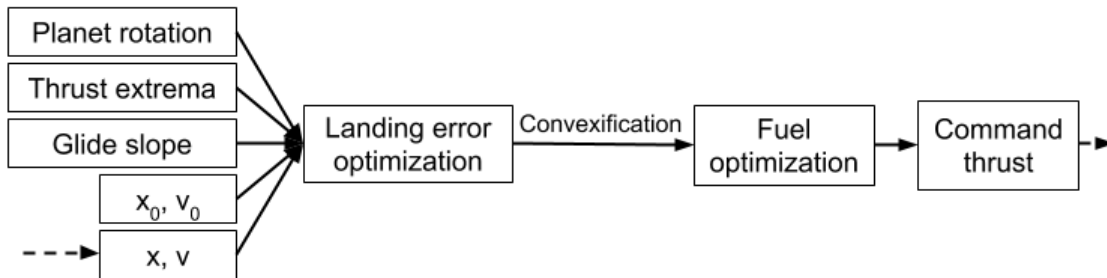 Planet rotation
Thrust extrema
Glide slope
x₀, v₀
x, v
Landing error
optimization
Convexification
Fuel
optimization
Command
thrust